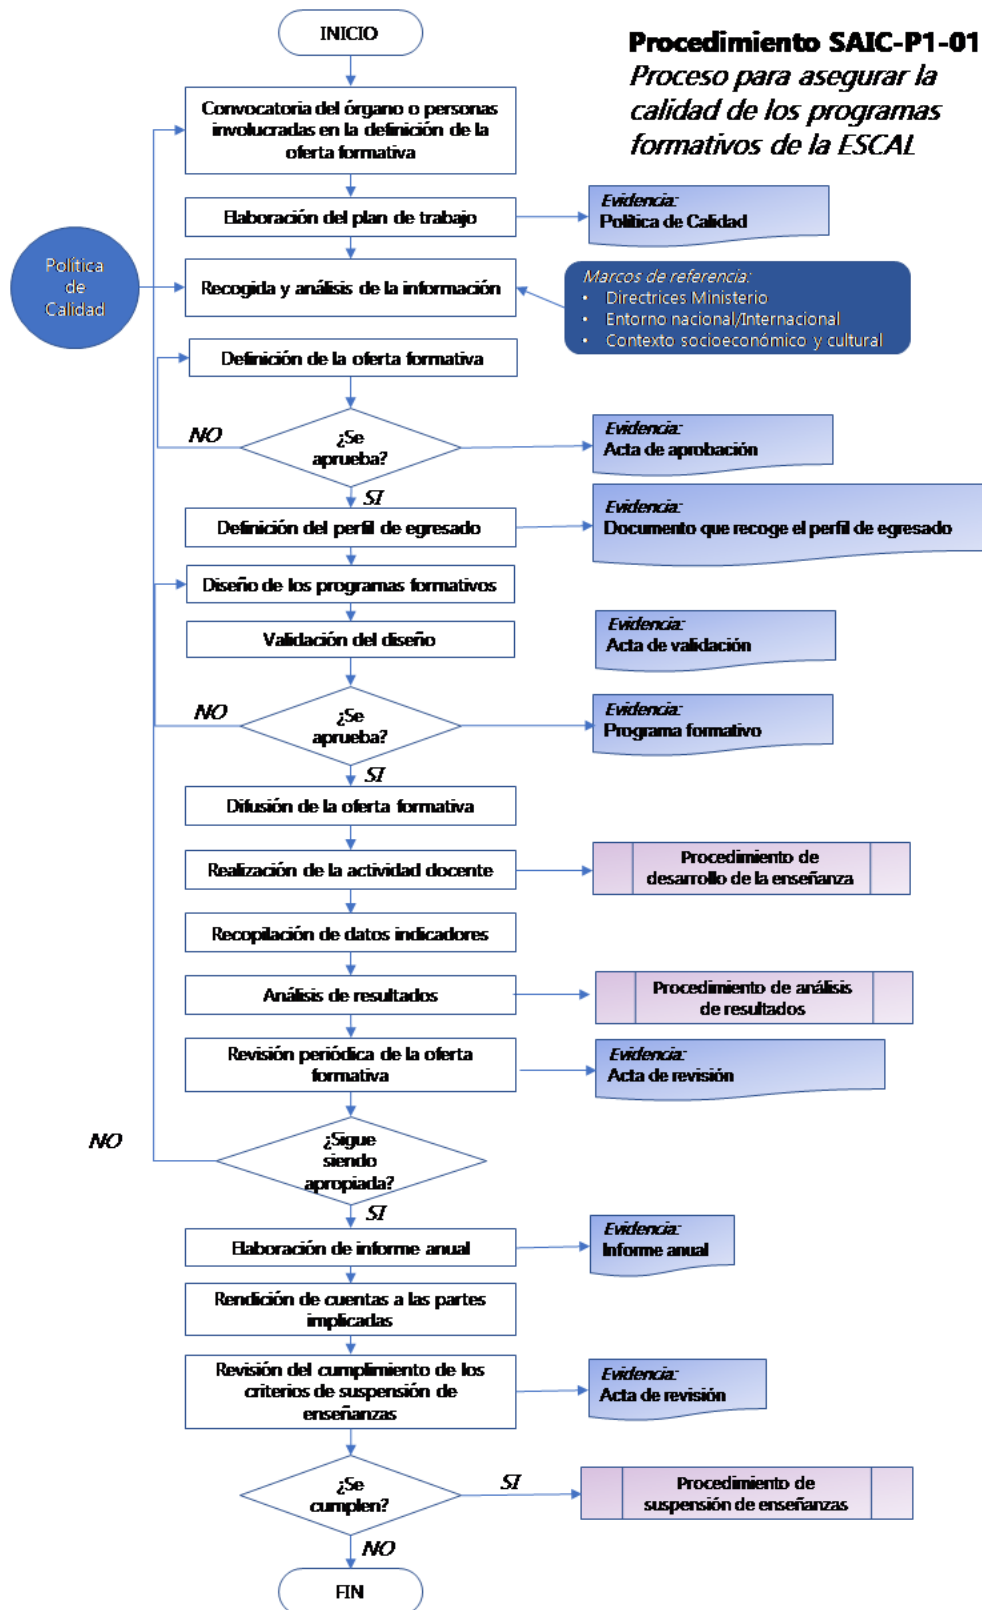 INICIO
Procedimiento SAIC-P1-01
Proceso para asegurar la
calidad de los programas
formativos de la ESCAL
Convocatoria del órgano o personas
involucradas en la definición de la
oferta formativa
Elaboración del plan de trabajo
Evidencia:
Política de Calidad
Política
de
Calidad
Recogida y análisis de la información
Marcos de referencia:
• Directrices Ministerio
• Entorno nacional/Internacional
• Contexto socioeconómico y cultural
Definición de la oferta formativa
NO
¿Se
aprueba?
Evidencia:
Acta de aprobación
SI
Definición del perfil de egresado
Evidencia:
Documento que recoge el perfil de egresado
Diseño de los programas formativos
Validación del diseño
Evidencia:
Acta de validación
NO
¿Se
aprueba?
Evidencia:
Programa formativo
SI
Difusión de la oferta formativa
Realización de la actividad docente
Procedimiento de
desarrollo de la enseñanza
Recopilación de datos indicadores
Análisis de resultados
Procedimiento de análisis
de resultados
Revisión periódica de la oferta
formativa
Evidencia:
Acta de revisión
NO
¿Sigue
siendo
apropiada?
SI
Elaboración de informe anual
Evidencia:
Informe anual
Rendición de cuentas a las partes
implicadas
Revisión del cumplimiento de los
criterios de suspensión de
enseñanzas
Evidencia:
Acta de revisión
¿Se
cumplen?
SI
Procedimiento de
suspensión de enseñanzas
NO
FIN